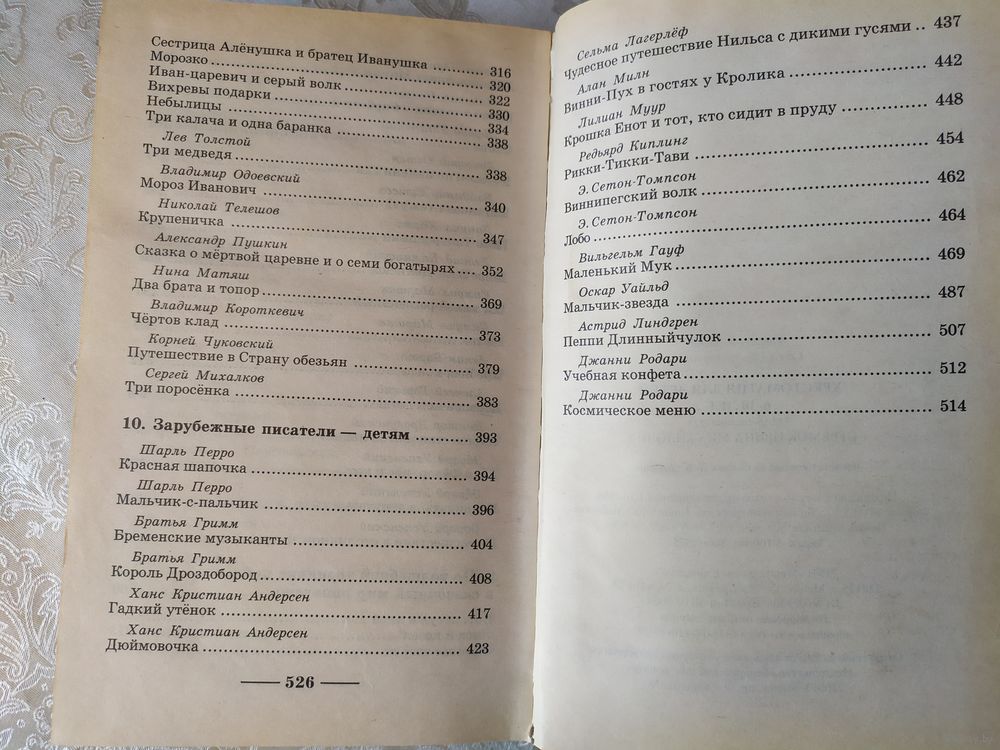 Сестрица Алёнушка и братец Иванушка .......... 316
Морозко .......... 320
Иван-царевич и серый волк .......... 322
Вихревы подарки .......... 330
Небылицы .......... 334
Три калача и одна баранка .......... 338
Лев Толстой
Три медведя .......... 338
Владимир Одоевский
Мороз Иванович .......... 340
Николай Телешов
Крупеничка .......... 347
Александр Пушкин
Сказка о мёртвой царевне и о семи богатырях .... 352
Нина Матяш
Два брата и топор .......... 369
Владимир Короткевич
Чёртов клад .......... 373
Корней Чуковский
Путешествие в Страну обезьян .......... 379
Сергей Михалков
Три поросёнка .......... 383
10. Зарубежные писатели — детям .......... 393
Шарль Перро
Красная шапочка .......... 394
Шарль Перро
Мальчик-с-пальчик .......... 396
Братья Гримм
Бременские музыканты .......... 404
Братья Гримм
Король Дроздобород .......... 408
Ханс Кристиан Андерсен
Гадкий утёнок .......... 417
Ханс Кристиан Андерсен
Дюймовочка .......... 423
526
Сельма Лагерлёф
Чудесное путешествие Нильса с дикими гусями .. 437
Алан Милн
Винни-Пух в гостях у Кролика .......... 442
Лилиан Муур
Крошка Енот и тот, кто сидит в пруду .......... 448
Редьярд Киплинг
Рикки-Тикки-Тави .......... 454
Э. Сетон-Томпсон
Виннипегский волк .......... 462
Э. Сетон-Томпсон
Лобо .......... 464
Вильгельм Гауф
Маленький Мук .......... 469
Оскар Уайльд
Мальчик-звезда .......... 487
Астрид Линдгрен
Пеппи Длинныйчулок .......... 507
Джанни Родари
Учебная конфета .......... 512
Джанни Родари
Космическое меню .......... 514